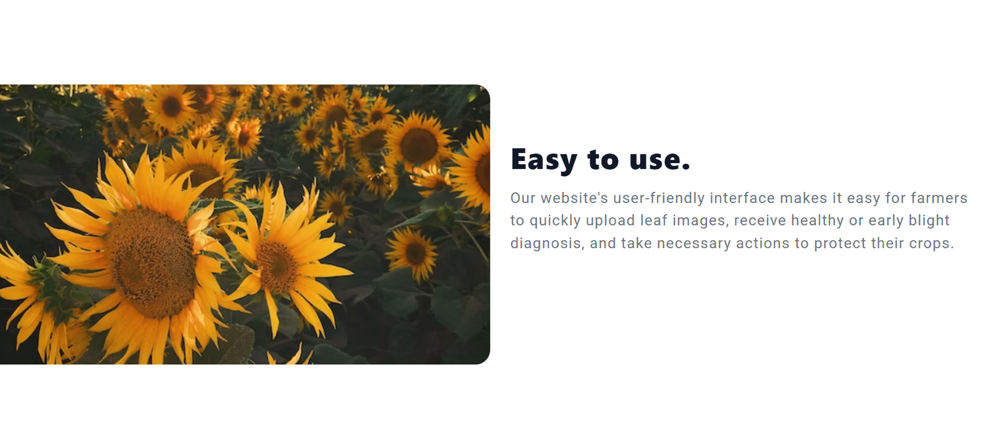 Easy to use.
Our website's user-friendly interface makes it easy for farmers
to quickly upload leaf images, receive healthy or early blight
diagnosis, and take necessary actions to protect their crops.